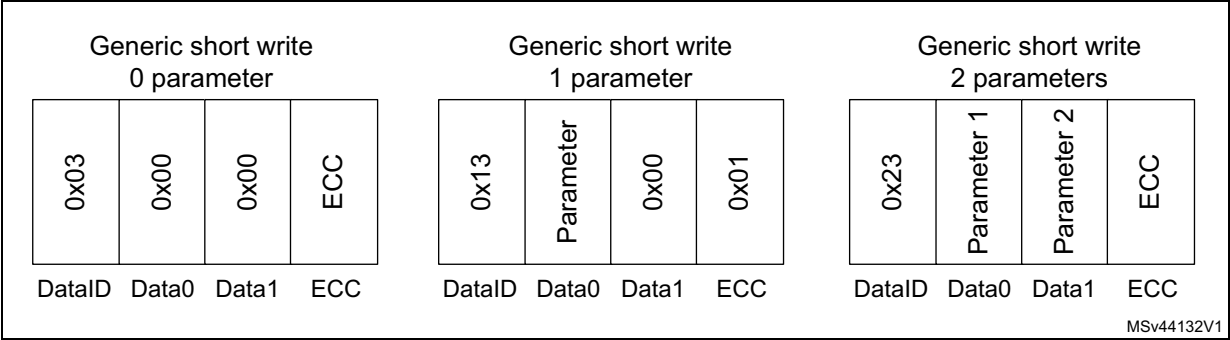 Generic short write
0 parameter
0x03
0x00
0x00
ECC
DataID Data0 Data1 ECC
Generic short write
1 parameter
0x13
Parameter
0x00
0x01
DataID Data0 Data1 ECC
Generic short write
2 parameters
0x23
Parameter 1
Parameter 2
ECC
DataID Data0 Data1 ECC
MSv44132V1